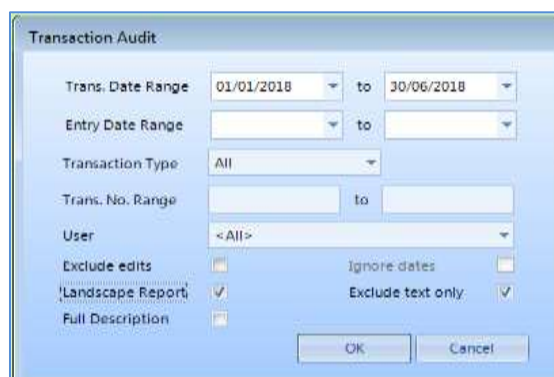 Transaction Audit
Trans. Date Range 01/01/2018 to 30/06/2018
Entry Date Range to
Transaction Type All
Trans. No. Range to
User <All>
Exclude edits Ignore dates
Landscape Report Exclude text only
Full Description
OK Cancel